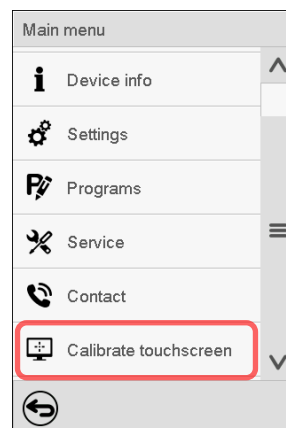 Main menu
Device info
Settings
Programs
Service
Contact
Calibrate touchscreen